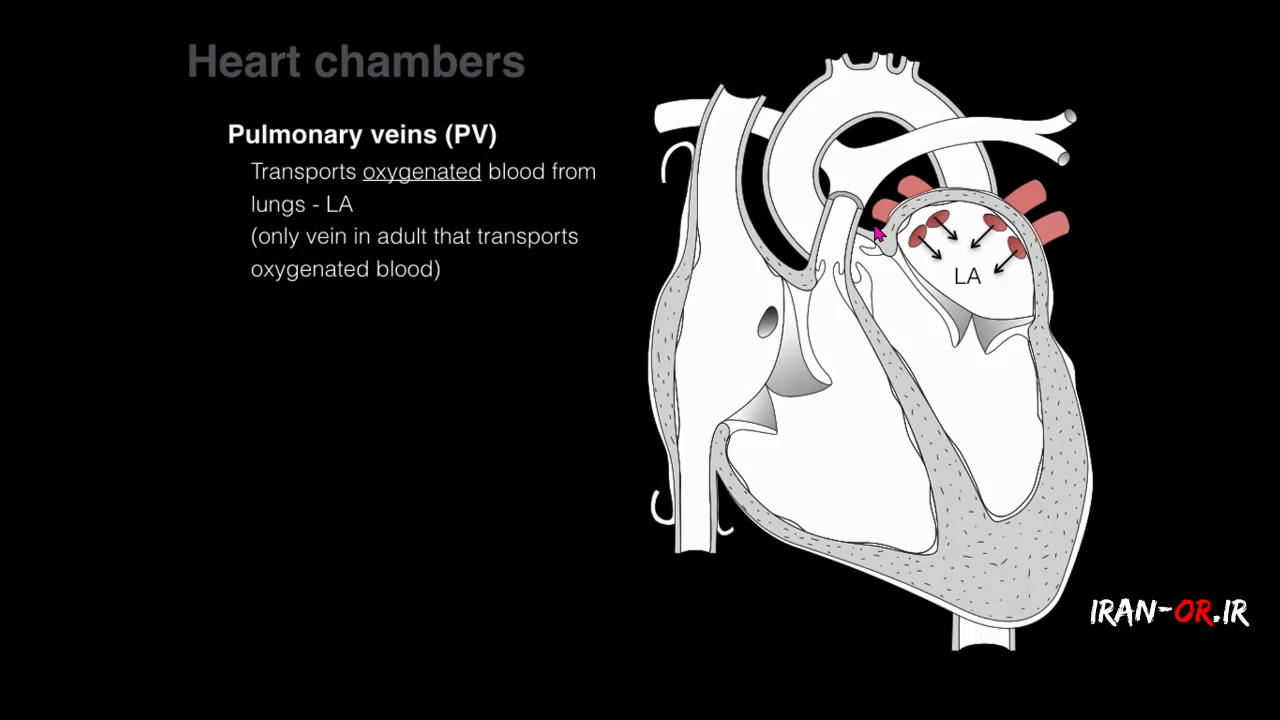 Heart chambers
Pulmonary veins (PV)
Transports oxygenated blood from
lungs - LA
(only vein in adult that transports
oxygenated blood)
LA
IRAN-OR.IR